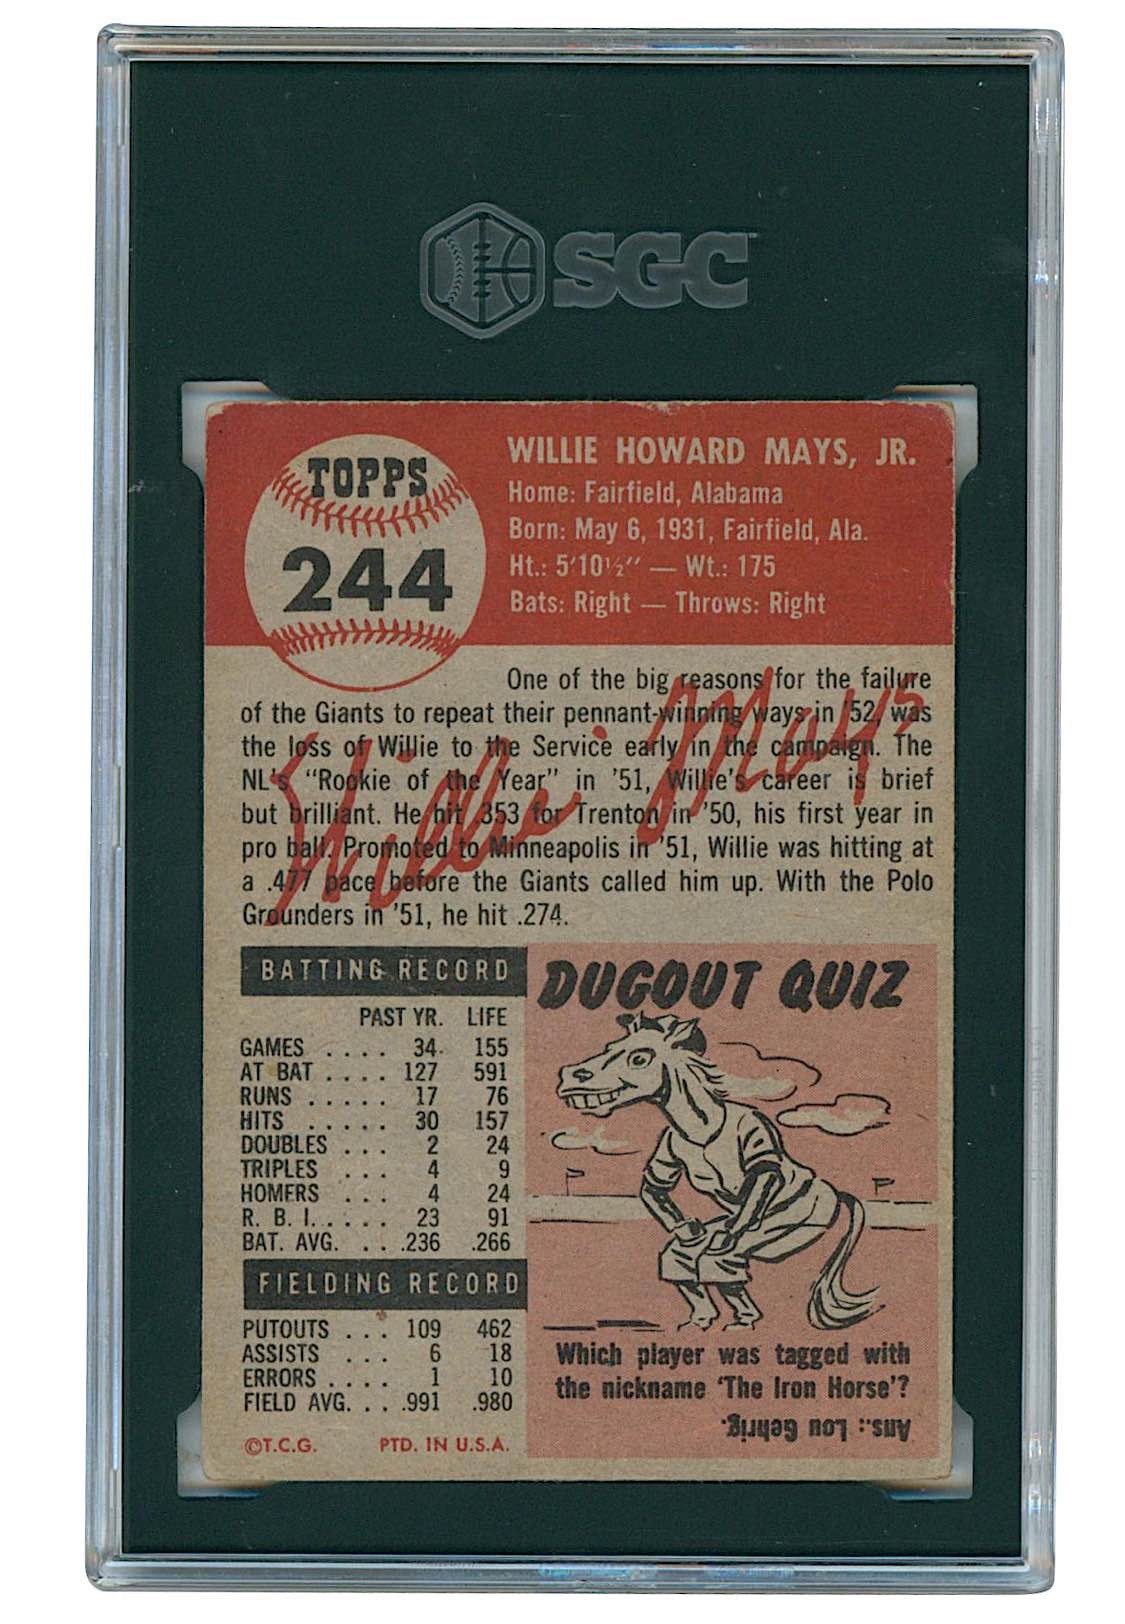 SGC
TOPPS
244
WILLIE HOWARD MAYS, JR.
Home: Fairfield, Alabama
Born: May 6, 1931, Fairfield, Ala.
Ht.: 5'10½" — Wt.: 175
Bats: Right — Throws: Right
One of the big reasons for the failure
of the Giants to repeat their pennant-winning ways in '52, was
the loss of Willie to the Service early in the campaign. The
NL's "Rookie of the Year" in '51, Willie's career is brief
but brilliant. He hit .353 for Trenton in '50, his first year in
pro ball. Promoted to Minneapolis in '51, Willie was hitting at
a .477 pace before the Giants called him up. With the Polo
Grounders in '51, he hit .274.
Willie Mays
BATTING RECORD
PAST YR. LIFE
GAMES .... 34 155
AT BAT .... 127 591
RUNS ..... 17 76
HITS ..... 30 157
DOUBLES ... 2 24
TRIPLES ... 4 9
HOMERS ... 4 24
R. B. I..... 23 91
BAT. AVG. ...236 .266
FIELDING RECORD
PUTOUTS ... 109 462
ASSISTS ... 6 18
ERRORS .... 1 10
FIELD AVG. ...991 .980
©T.C.G. PTD. IN U.S.A.
DUGOUT QUIZ
Which player was tagged with
the nickname 'The Iron Horse'?
Ans.: Lou Gehrig.